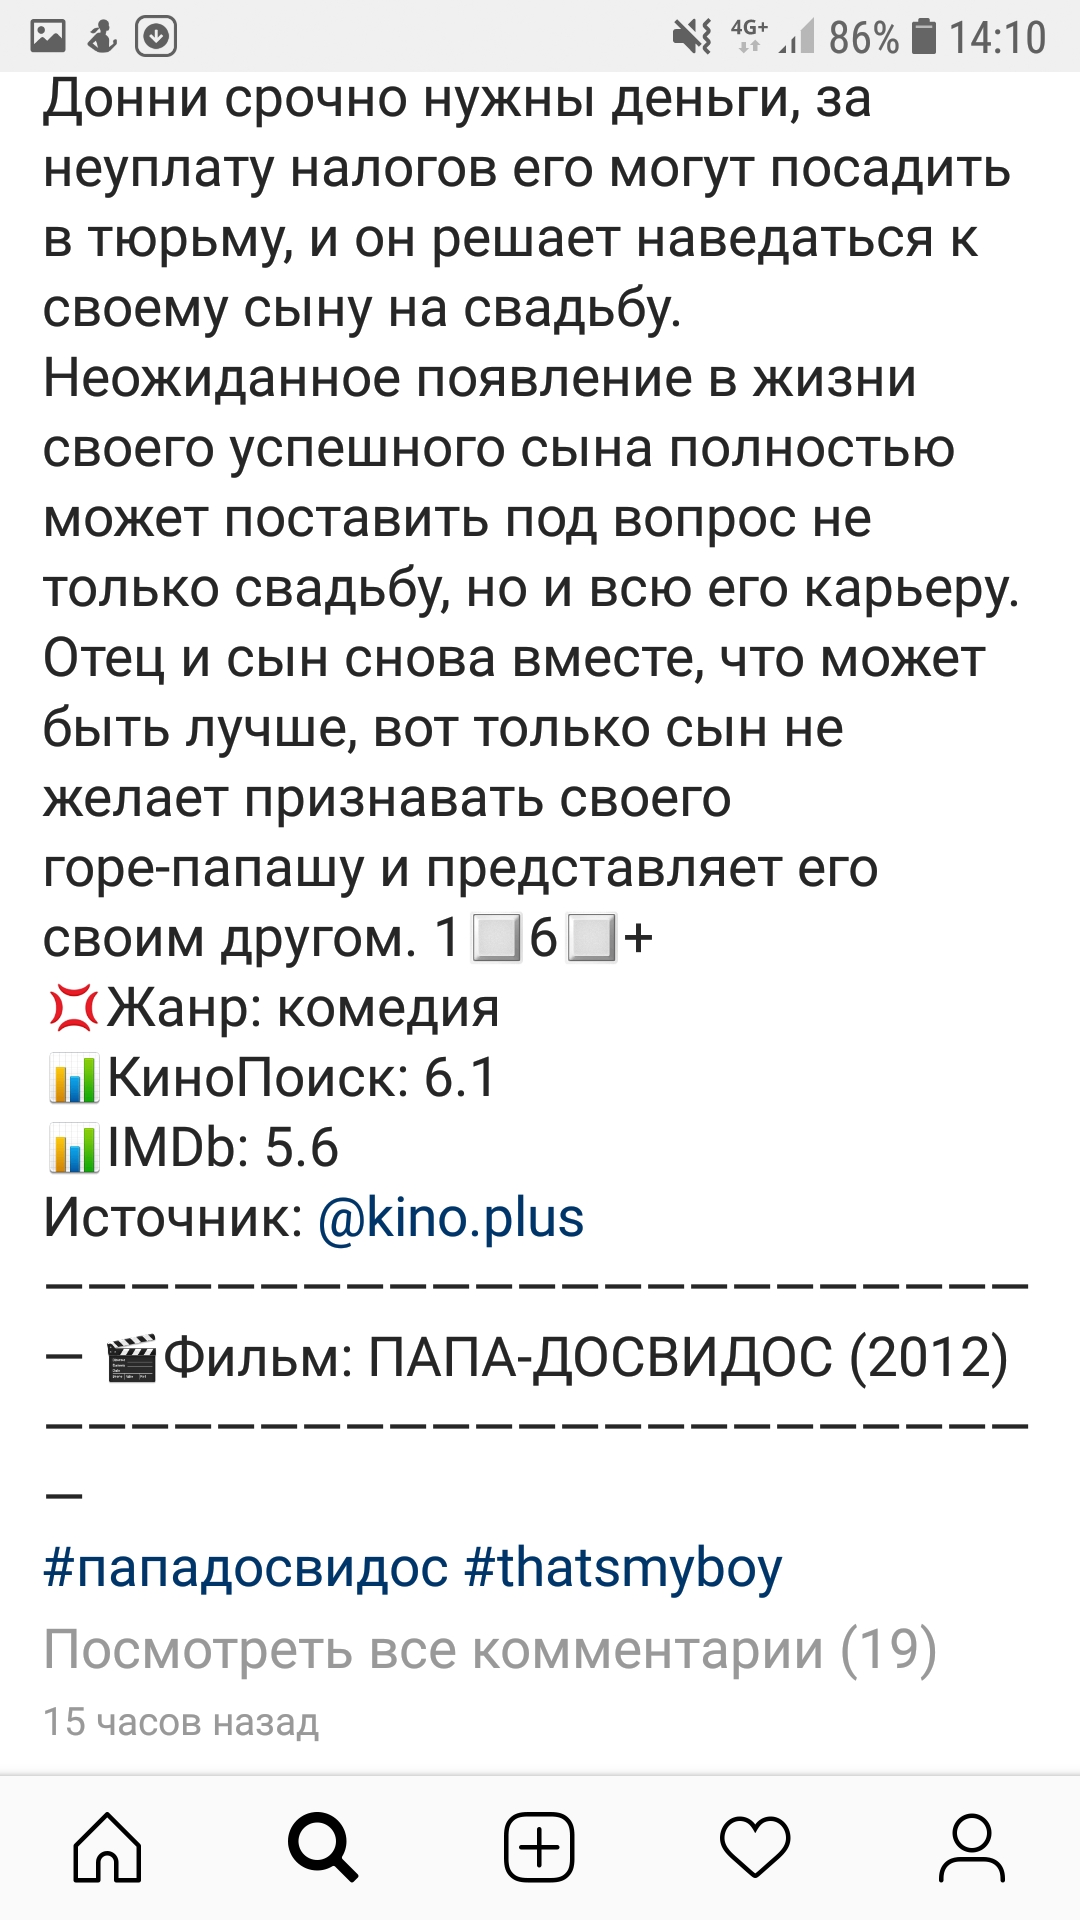 4G+ 86% 14:10
Донни срочно нужны деньги, за
неуплату налогов его могут посадить
в тюрьму, и он решает наведаться к
своему сыну на свадьбу.
Неожиданное появление в жизни
своего успешного сына полностью
может поставить под вопрос не
только свадьбу, но и всю его карьеру.
Отец и сын снова вместе, что может
быть лучше, вот только сын не
желает признавать своего
горе-папашу и представляет его
своим другом. 1⬜6⬜+
💢Жанр: комедия
📊КиноПоиск: 6.1
📊IMDb: 5.6
Источник: @kino.plus
———————————————————————
— 🎬Фильм: ПАПА-ДОСВИДОС (2012)
———————————————————————
—
#пападосвидос #thatsmyboy
Посмотреть все комментарии (19)
15 часов назад